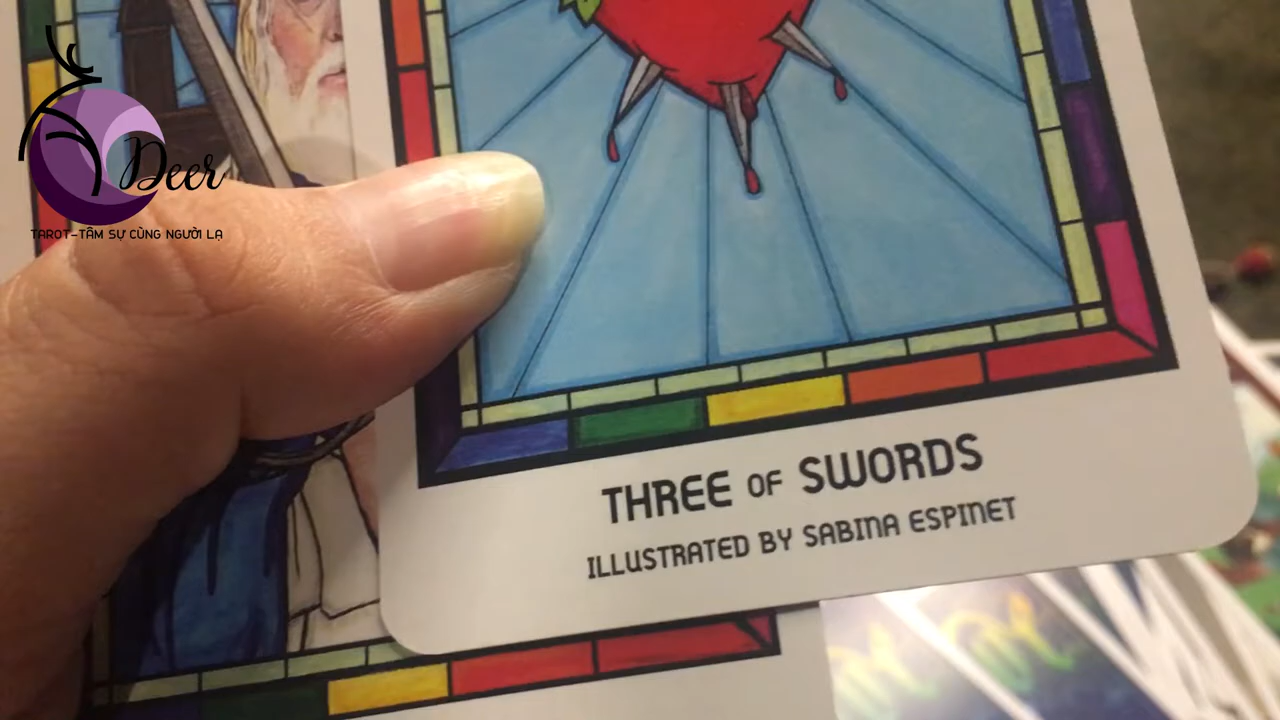 Deer
TAROT-TÂM SỰ CÙNG NGƯỜI LẠ
THREE OF SWORDS
ILLUSTRATED BY SABINA ESPINET